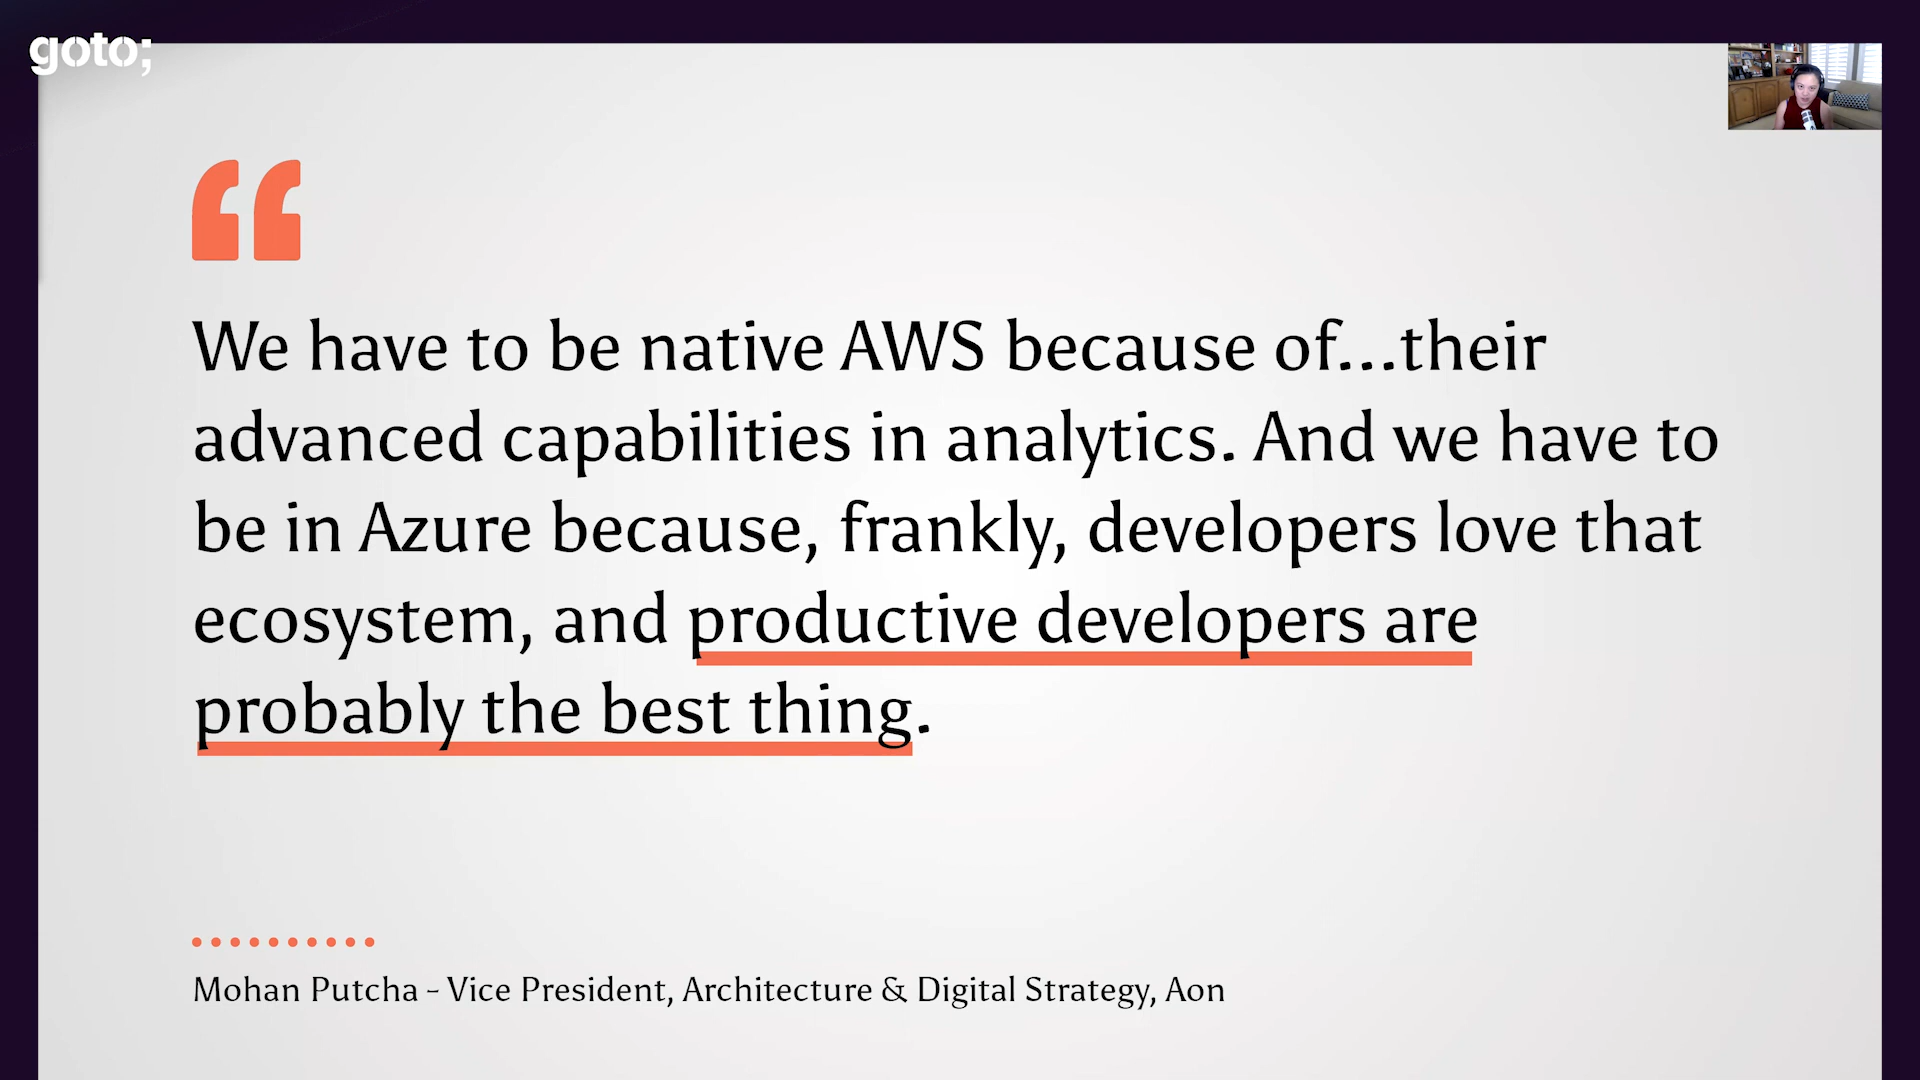 goto;
We have to be native AWS because of...their
advanced capabilities in analytics. And we have to
be in Azure because, frankly, developers love that
ecosystem, and productive developers are
probably the best thing.
Mohan Putcha - Vice President, Architecture & Digital Strategy, Aon